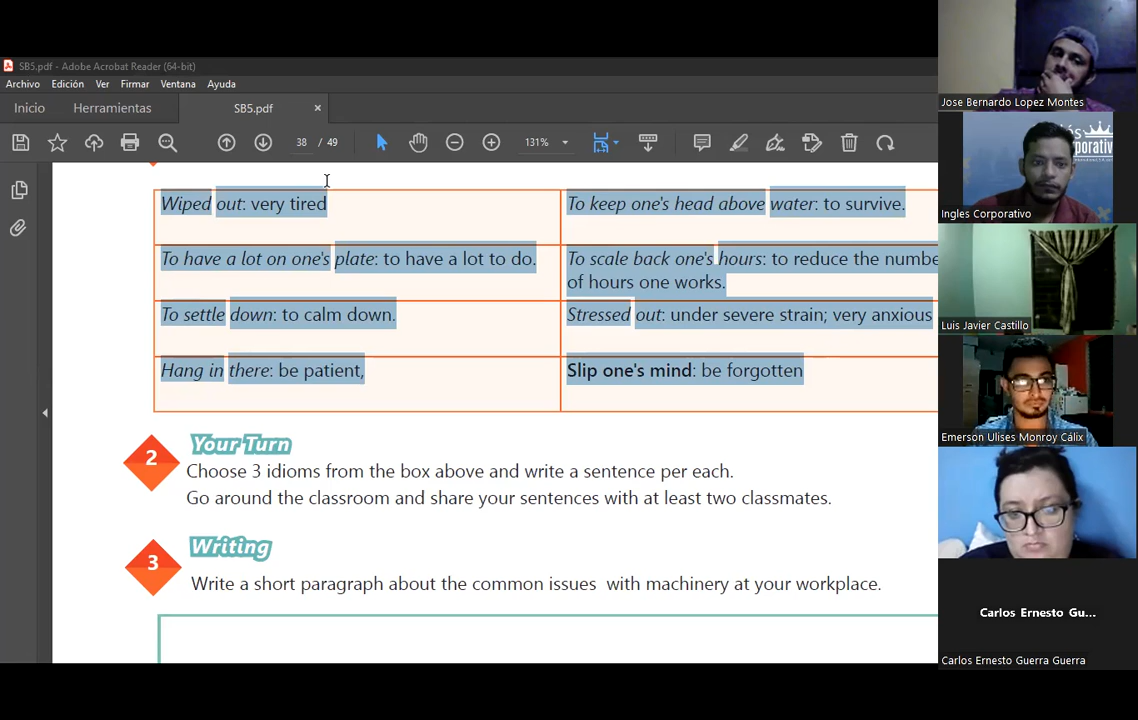 SB5.pdf - Adobe Acrobat Reader (64-bit)
Archivo Edición Ver Firmar Ventana Ayuda
Inicio Herramientas SB5.pdf ×
38 / 49 131%
Wiped out: very tired
To keep one's head above water: to survive.
To have a lot on one's plate: to have a lot to do.
To scale back one's hours: to reduce the numbe
of hours one works.
To settle down: to calm down.
Stressed out: under severe strain; very anxious
Hang in there: be patient,
Slip one's mind: be forgotten
2 Your Turn
Choose 3 idioms from the box above and write a sentence per each.
Go around the classroom and share your sentences with at least two classmates.
3 Writing
Write a short paragraph about the common issues with machinery at your workplace.
Jose Bernardo Lopez Montes
és
orporativ
Ingles Corporativo
Luis Javier Castillo
Emerson Ulises Monroy Cálix
Carlos Ernesto Gu...
Carlos Ernesto Guerra Guerra